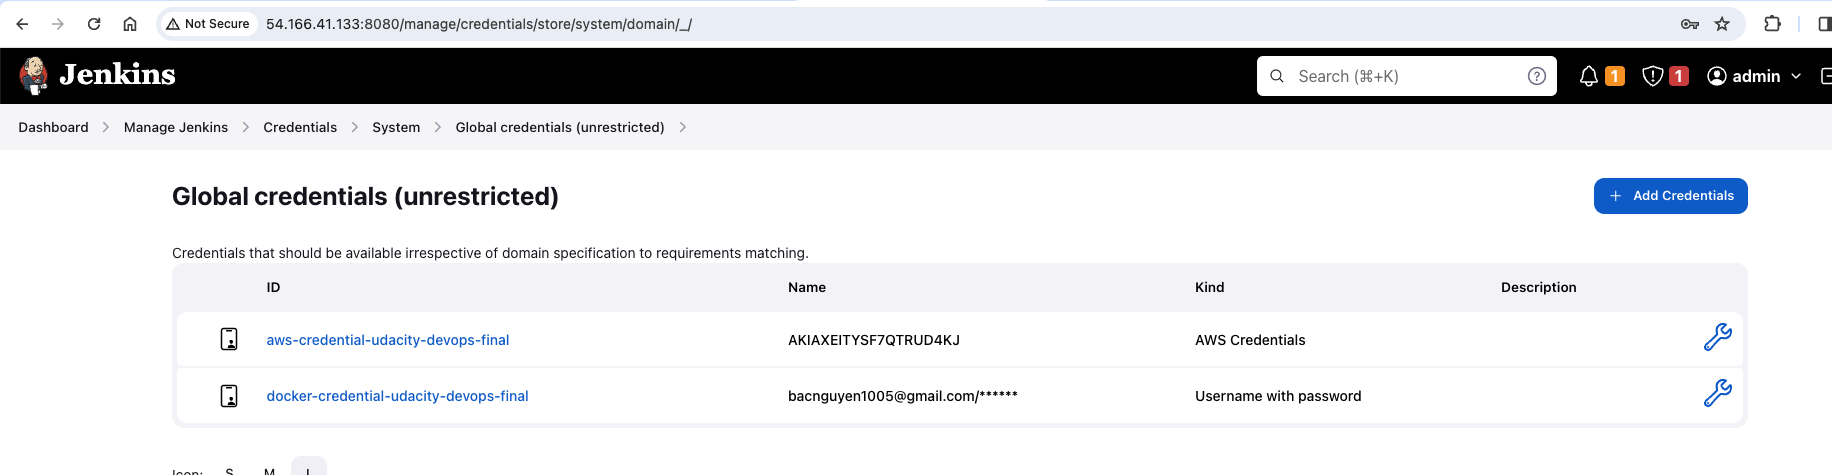 Not Secure 54.166.41.133:8080/manage/credentials/store/system/domain/_/
Jenkins Search (⌘+K) ? 1 1 admin
Dashboard Manage Jenkins Credentials System Global credentials (unrestricted)
Global credentials (unrestricted) + Add Credentials
Credentials that should be available irrespective of domain specification to requirements matching.
ID Name Kind Description
aws-credential-udacity-devops-final AKIAXEITYSF7QTRUD4KJ AWS Credentials
docker-credential-udacity-devops-final bacnguyen1005@gmail.com/****** Username with password
Icon: S M L